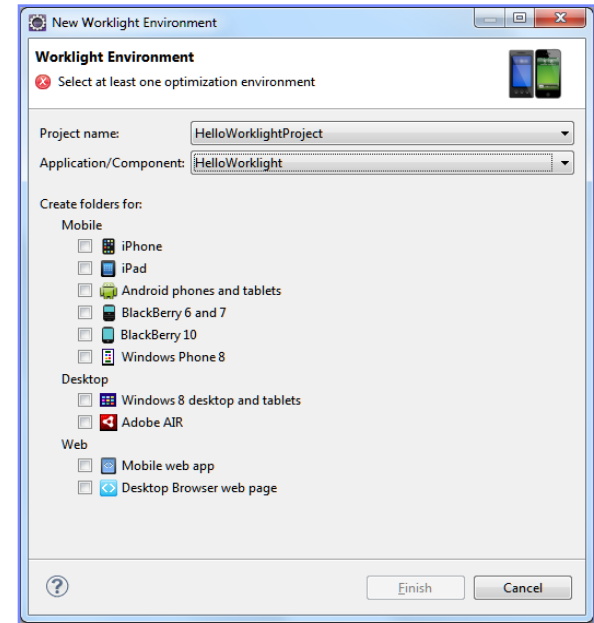 New Worklight Environment
Worklight Environment
Select at least one optimization environment
Project name: HelloWorklightProject
Application/Component: HelloWorklight
Create folders for:
Mobile
iPhone
iPad
Android phones and tablets
BlackBerry 6 and 7
BlackBerry 10
Windows Phone 8
Desktop
Windows 8 desktop and tablets
Adobe AIR
Web
Mobile web app
Desktop Browser web page
Finish Cancel